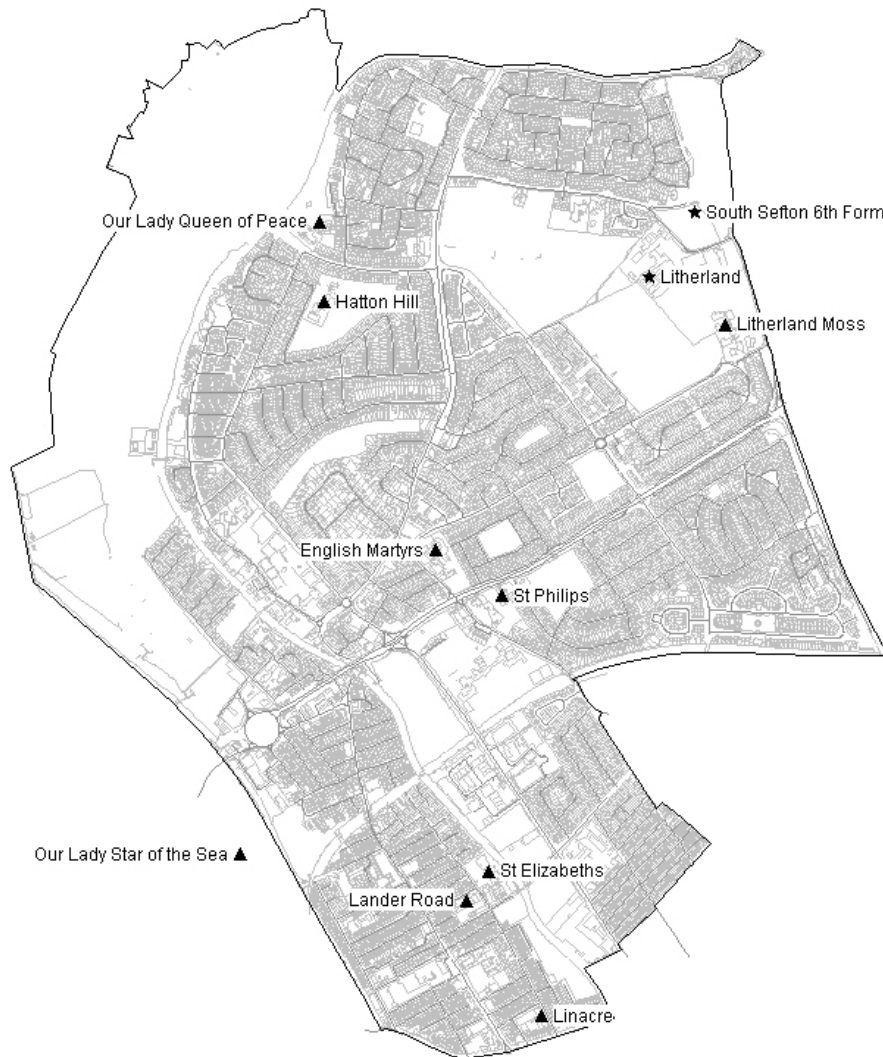 South Sefton 6th Form
Our Lady Queen of Peace
Litherland
Hatton Hill
Litherland Moss
English Martyrs
St Philips
Our Lady Star of the Sea
St Elizabeths
Lander Road
Linacre